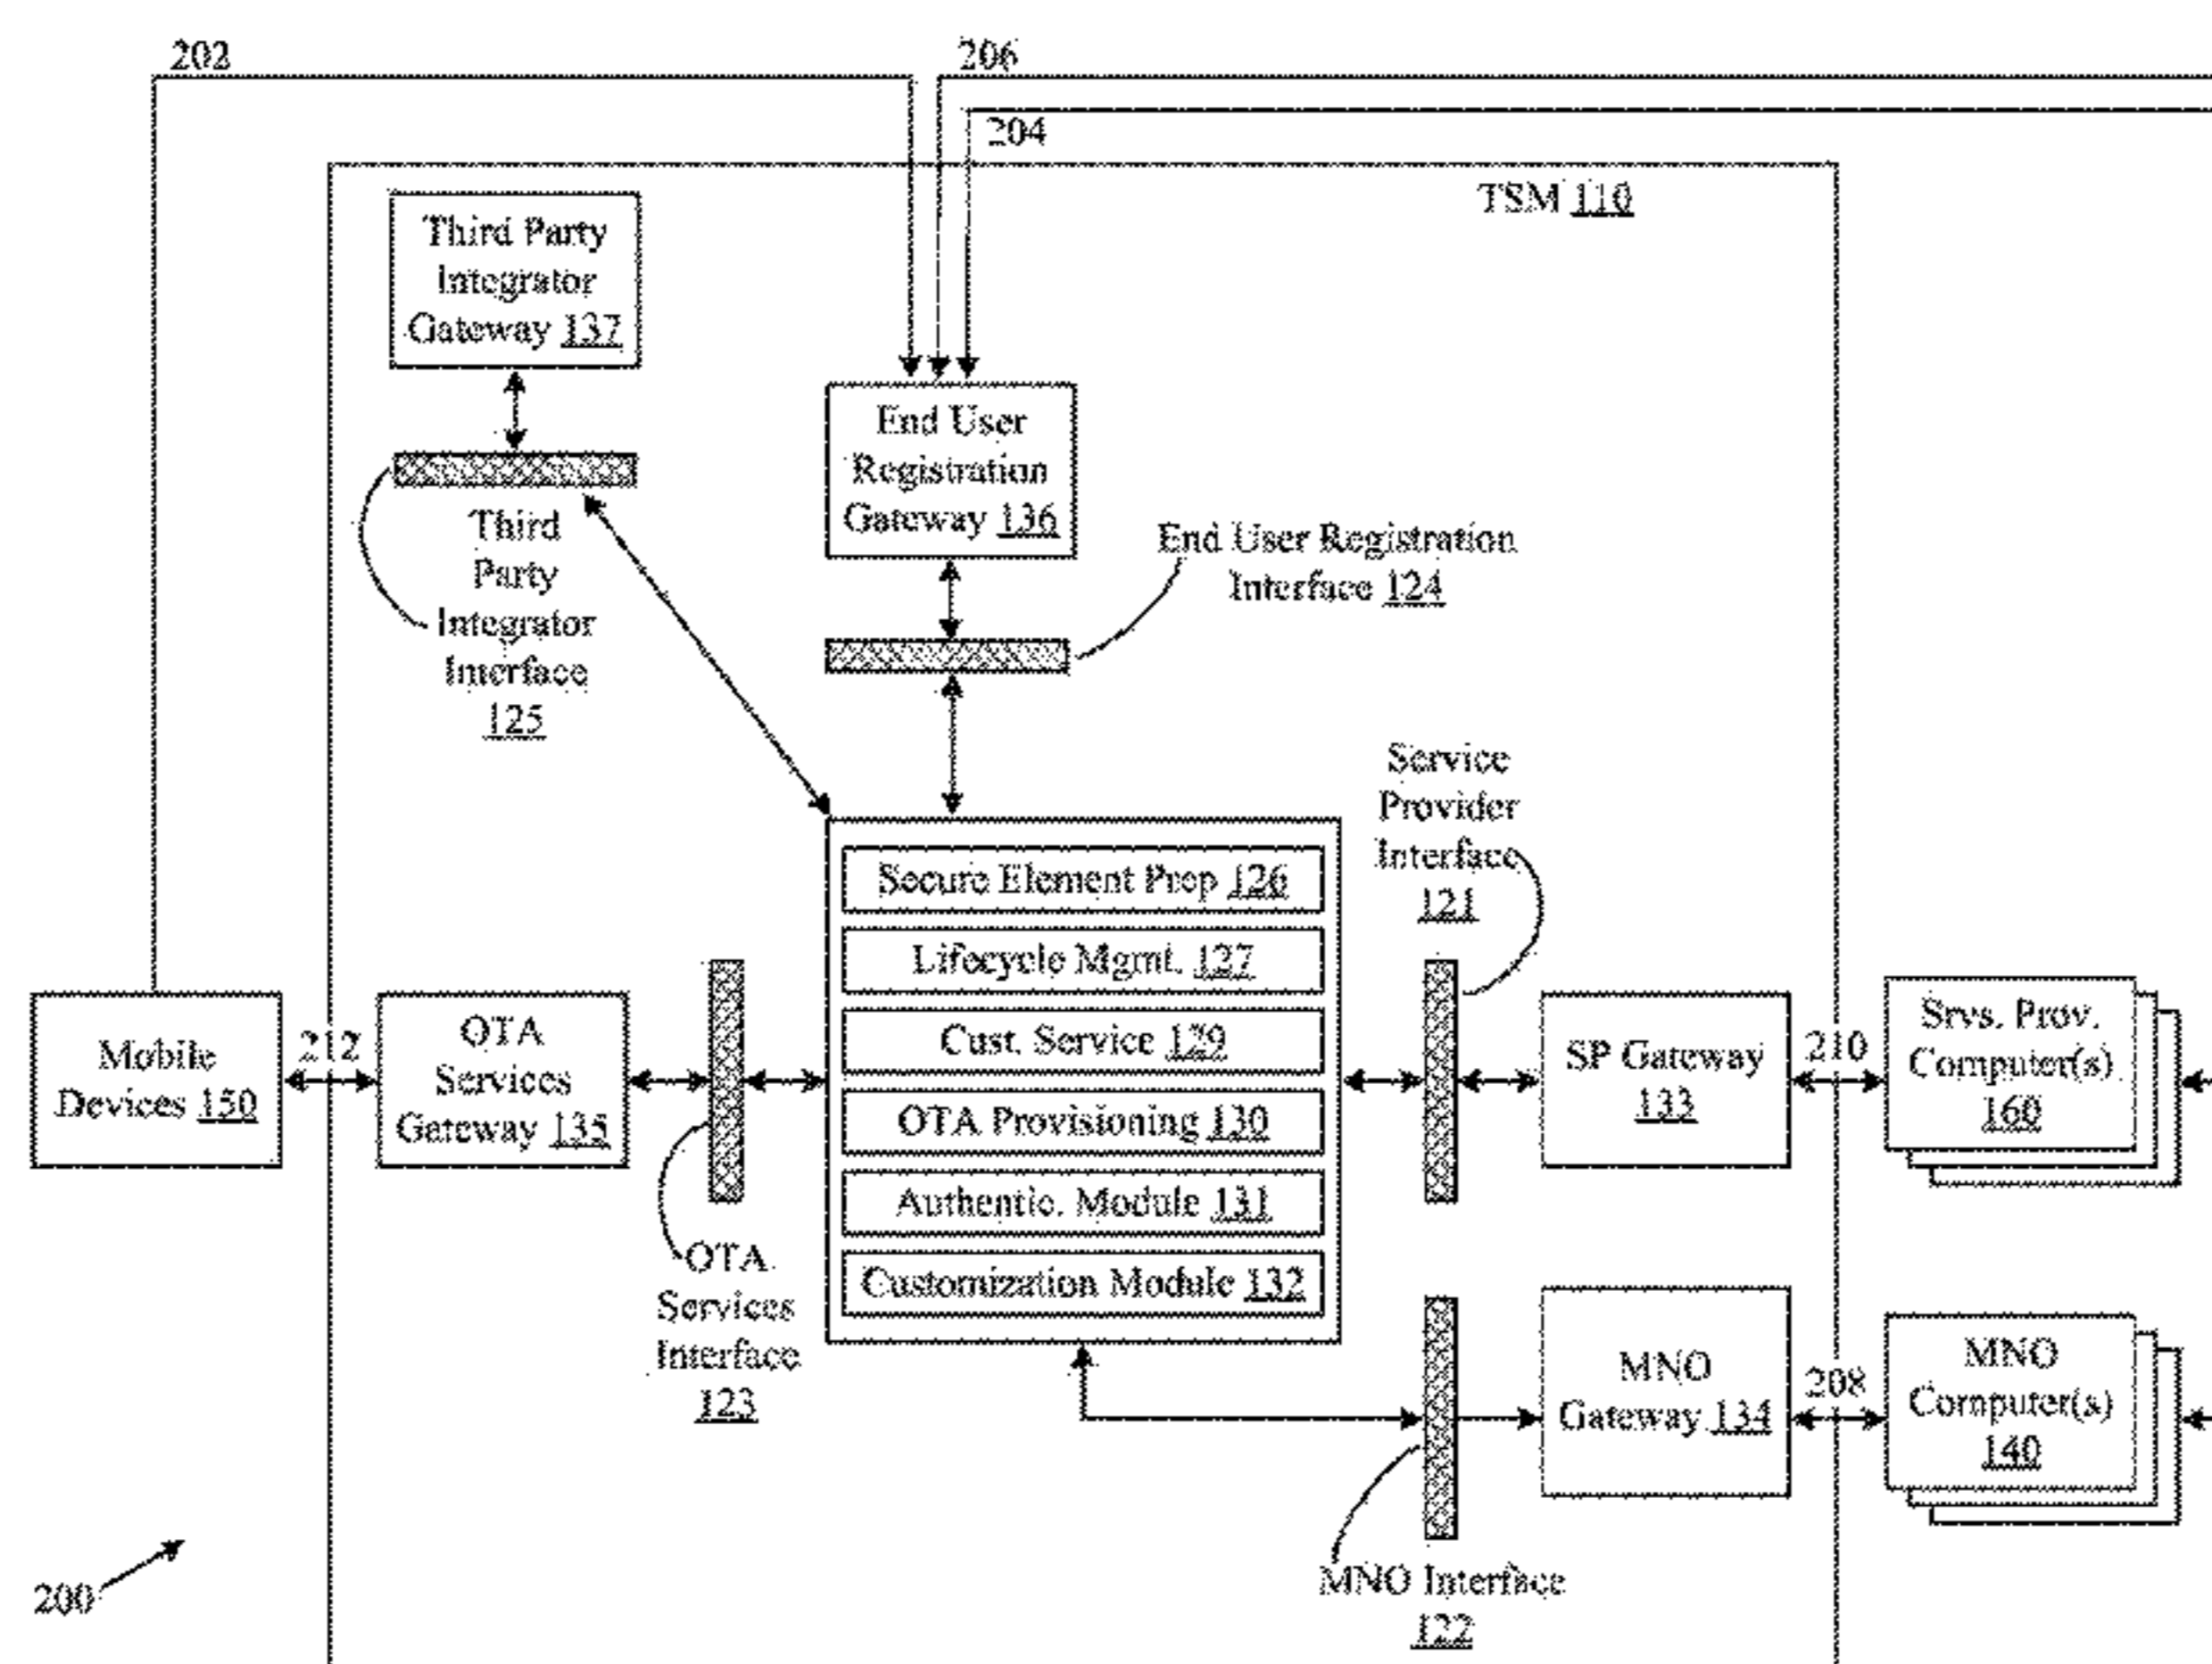 202
206
204
TSM 110
Third Party
Integrator
Gateway 137
End User
Registration
Gateway 136
Third
Party
Integrator
Interface
125
End User Registration
Interface 124
Service
Provider
Interface
121
Secure Element Prep 126
Lifecycle Mgmt. 127
Cust. Service 129
OTA Provisioning 130
Authentic. Module 131
Customization Module 132
Mobile
Devices 150
212
OTA
Services
Gateway 135
SP Gateway
133
210
Srvs. Prov.
Computer(s)
160
OTA
Services
Interface
123
MNO
Gateway 134
208
MNO
Computer(s)
140
MNO Interface
122
200